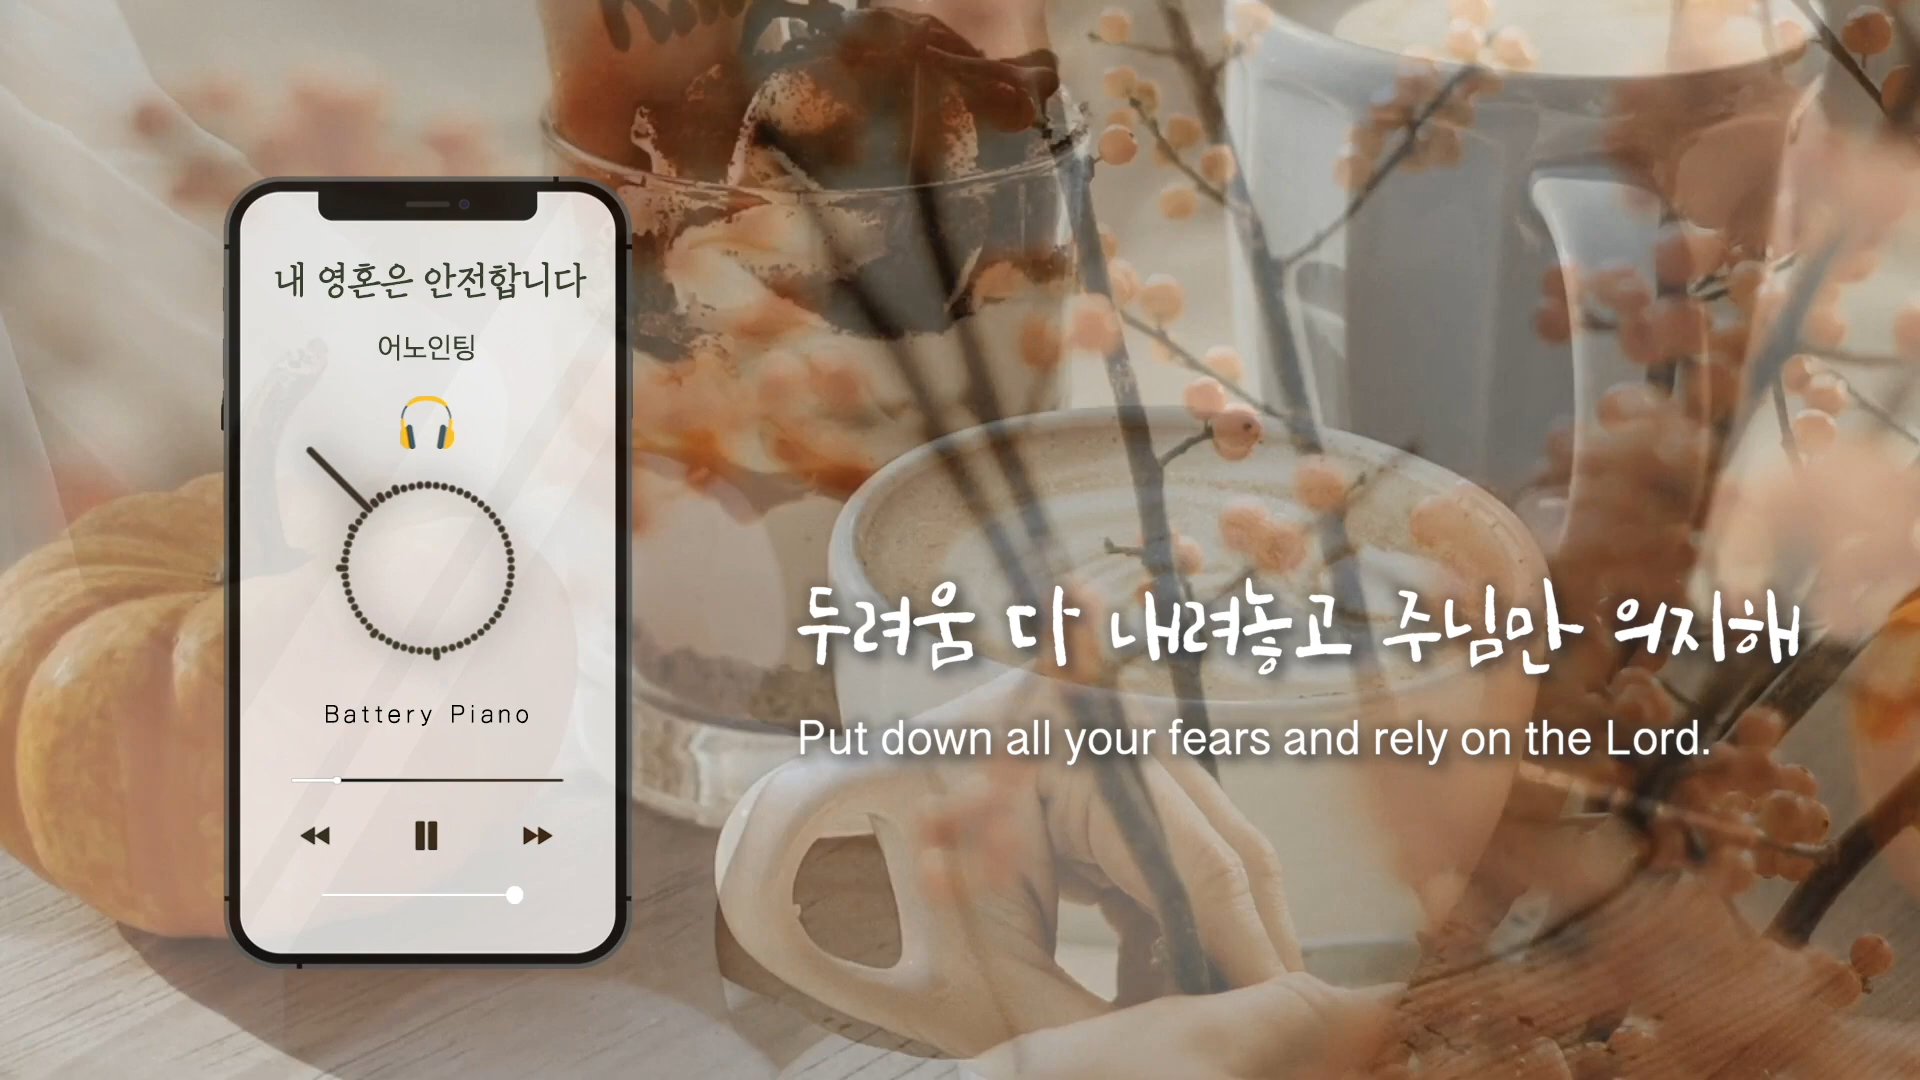 내 영혼은 안전합니다
어노인팅
Battery Piano
두려움 다 내려놓고 주님만 의지해
Put down all your fears and rely on the Lord.